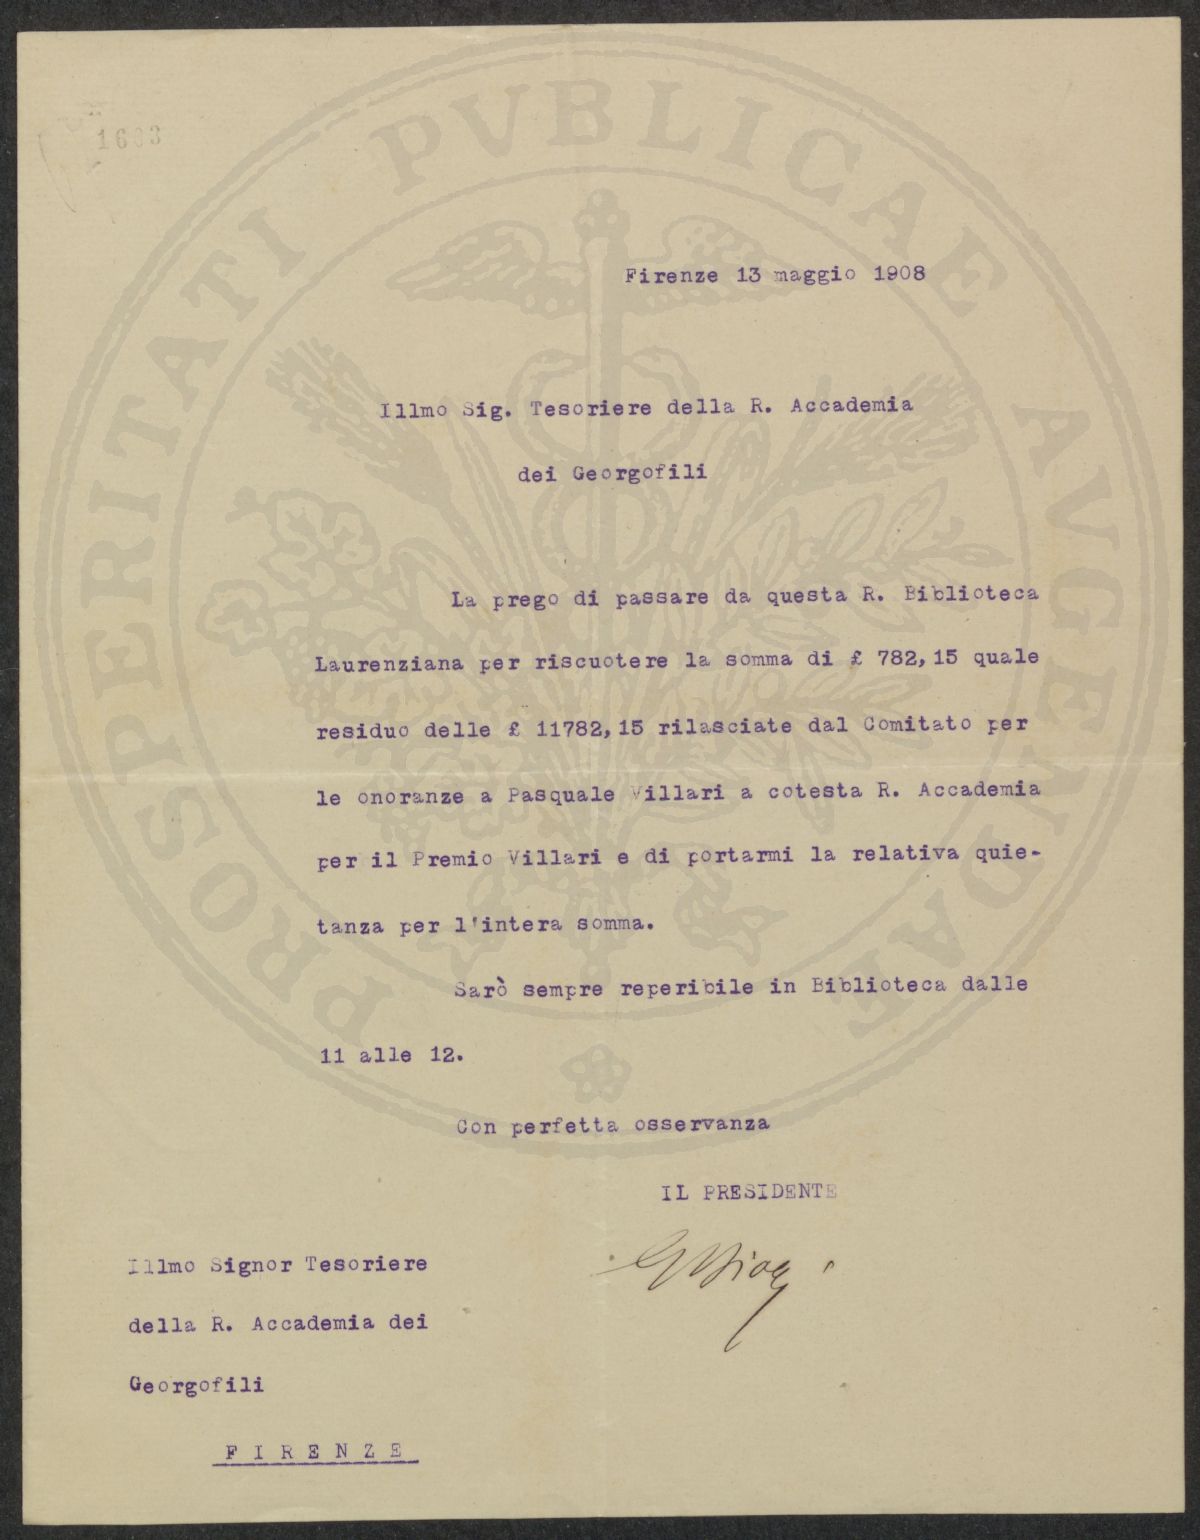 PROSPERITATI PVBLICAE AVGENDAE
Firenze 13 maggio 1908
Illmo Sig. Tesoriere della R. Accademia
dei Georgofili
La prego di passare da questa R. Biblioteca
Laurenziana per riscuotere la somma di £ 782,15 quale
residuo delle £ 11782,15 rilasciate dal Comitato per
le onoranze a Pasquale Villari a cotesta R. Accademia
per il Premio Villari e di portarmi la relativa quie-
tanza per l'intera somma.
Sarò sempre reperibile in Biblioteca dalle
11 alle 12.
Con perfetta osservanza
IL PRESIDENTE
Illmo Signor Tesoriere
della R. Accademia dei
Georgofili
FIRENZE